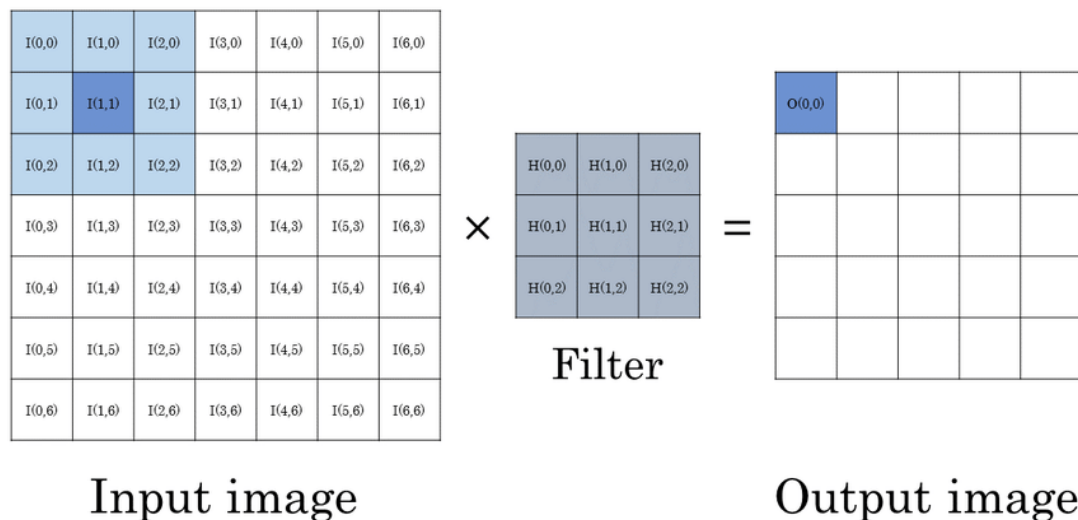 I(0,0) I(1,0) I(2,0) I(3,0) I(4,0) I(5,0) I(6,0)
I(0,1) I(1,1) I(2,1) I(3,1) I(4,1) I(5,1) I(6,1)
I(0,2) I(1,2) I(2,2) I(3,2) I(4,2) I(5,2) I(6,2)
I(0,3) I(1,3) I(2,3) I(3,3) I(4,3) I(5,3) I(6,3)
I(0,4) I(1,4) I(2,4) I(3,4) I(4,4) I(5,4) I(6,4)
I(0,5) I(1,5) I(2,5) I(3,5) I(4,5) I(5,5) I(6,5)
I(0,6) I(1,6) I(2,6) I(3,6) I(4,6) I(5,6) I(6,6)
Input image
×
H(0,0) H(1,0) H(2,0)
H(0,1) H(1,1) H(2,1)
H(0,2) H(1,2) H(2,2)
Filter
=
O(0,0)
Output image